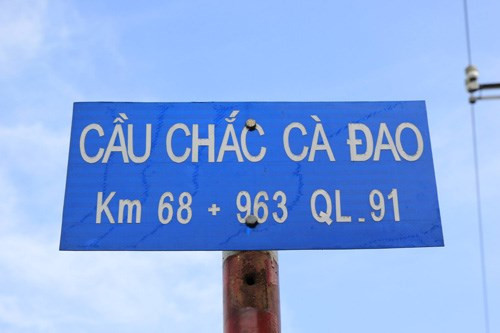 CẦU CHẮC CÀ ĐAO
Km 68 + 963 QL.91